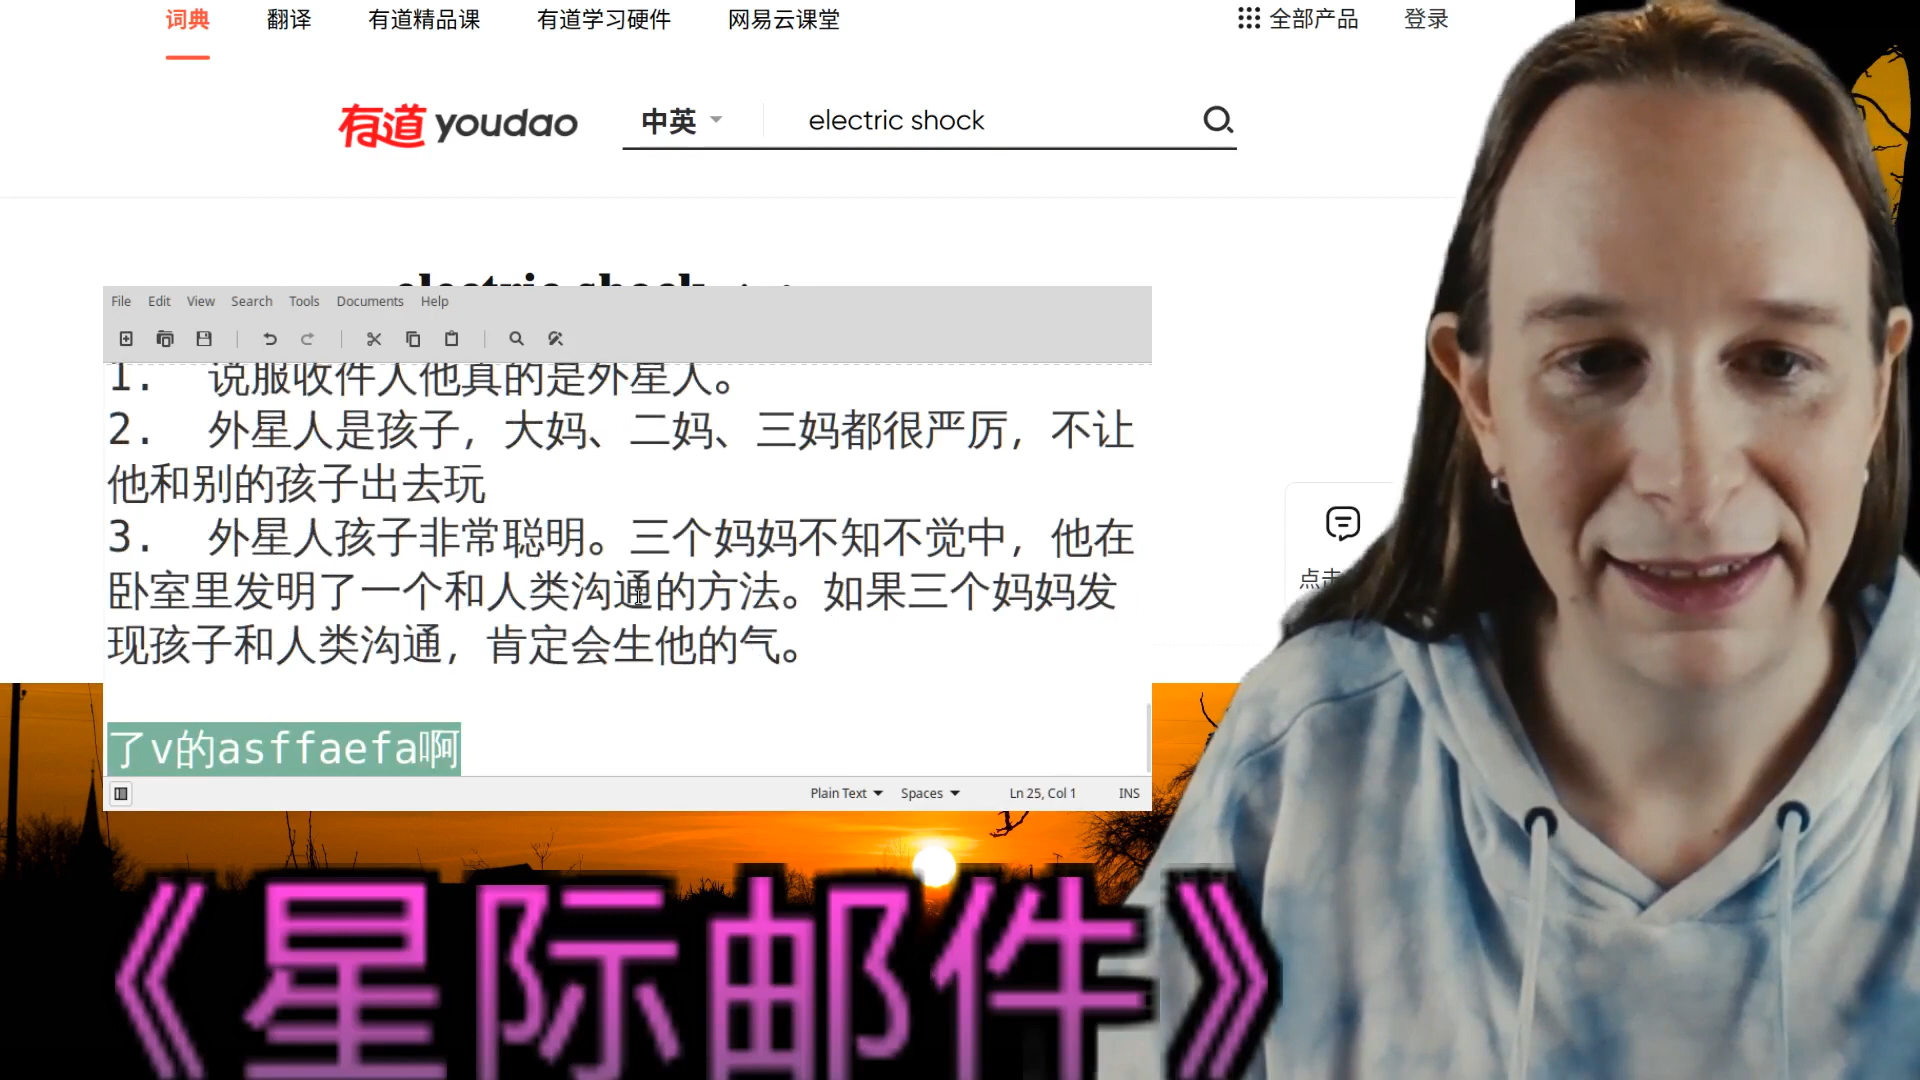 词典 翻译 有道精品课 有道学习硬件 网易云课堂 全部产品 登录
有道 youdao 中英 electric shock
electric shock
File Edit View Search Tools Documents Help
1. 说服收件人他真的是外星人。
2. 外星人是孩子，大妈、二妈、三妈都很严厉，不让
他和别的孩子出去玩
3. 外星人孩子非常聪明。三个妈妈不知不觉中，他在
卧室里发明了一个和人类沟通的方法。如果三个妈妈发
现孩子和人类沟通，肯定会生他的气。
点击
了v的asffaefa啊
Plain Text Spaces Ln 25, Col 1 INS
《星际邮件》